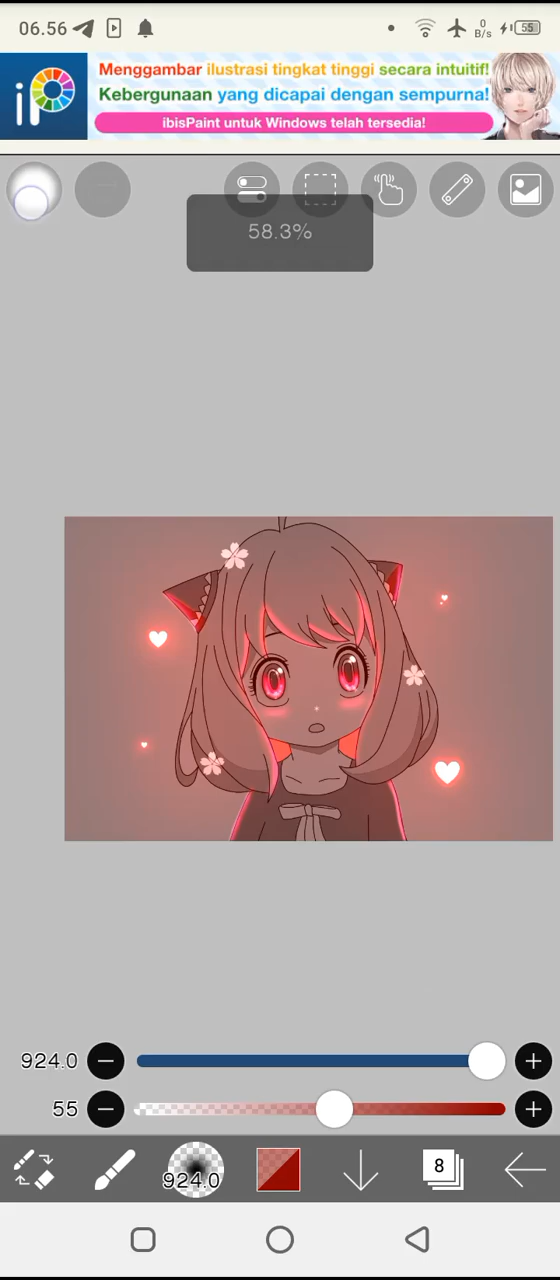 06.56
0
B/s
55
iP
Menggambar ilustrasi tingkat tinggi secara intuitif!
Kebergunaan yang dicapai dengan sempurna!
ibisPaint untuk Windows telah tersedia!
58.3%
924.0
55
924.0
8